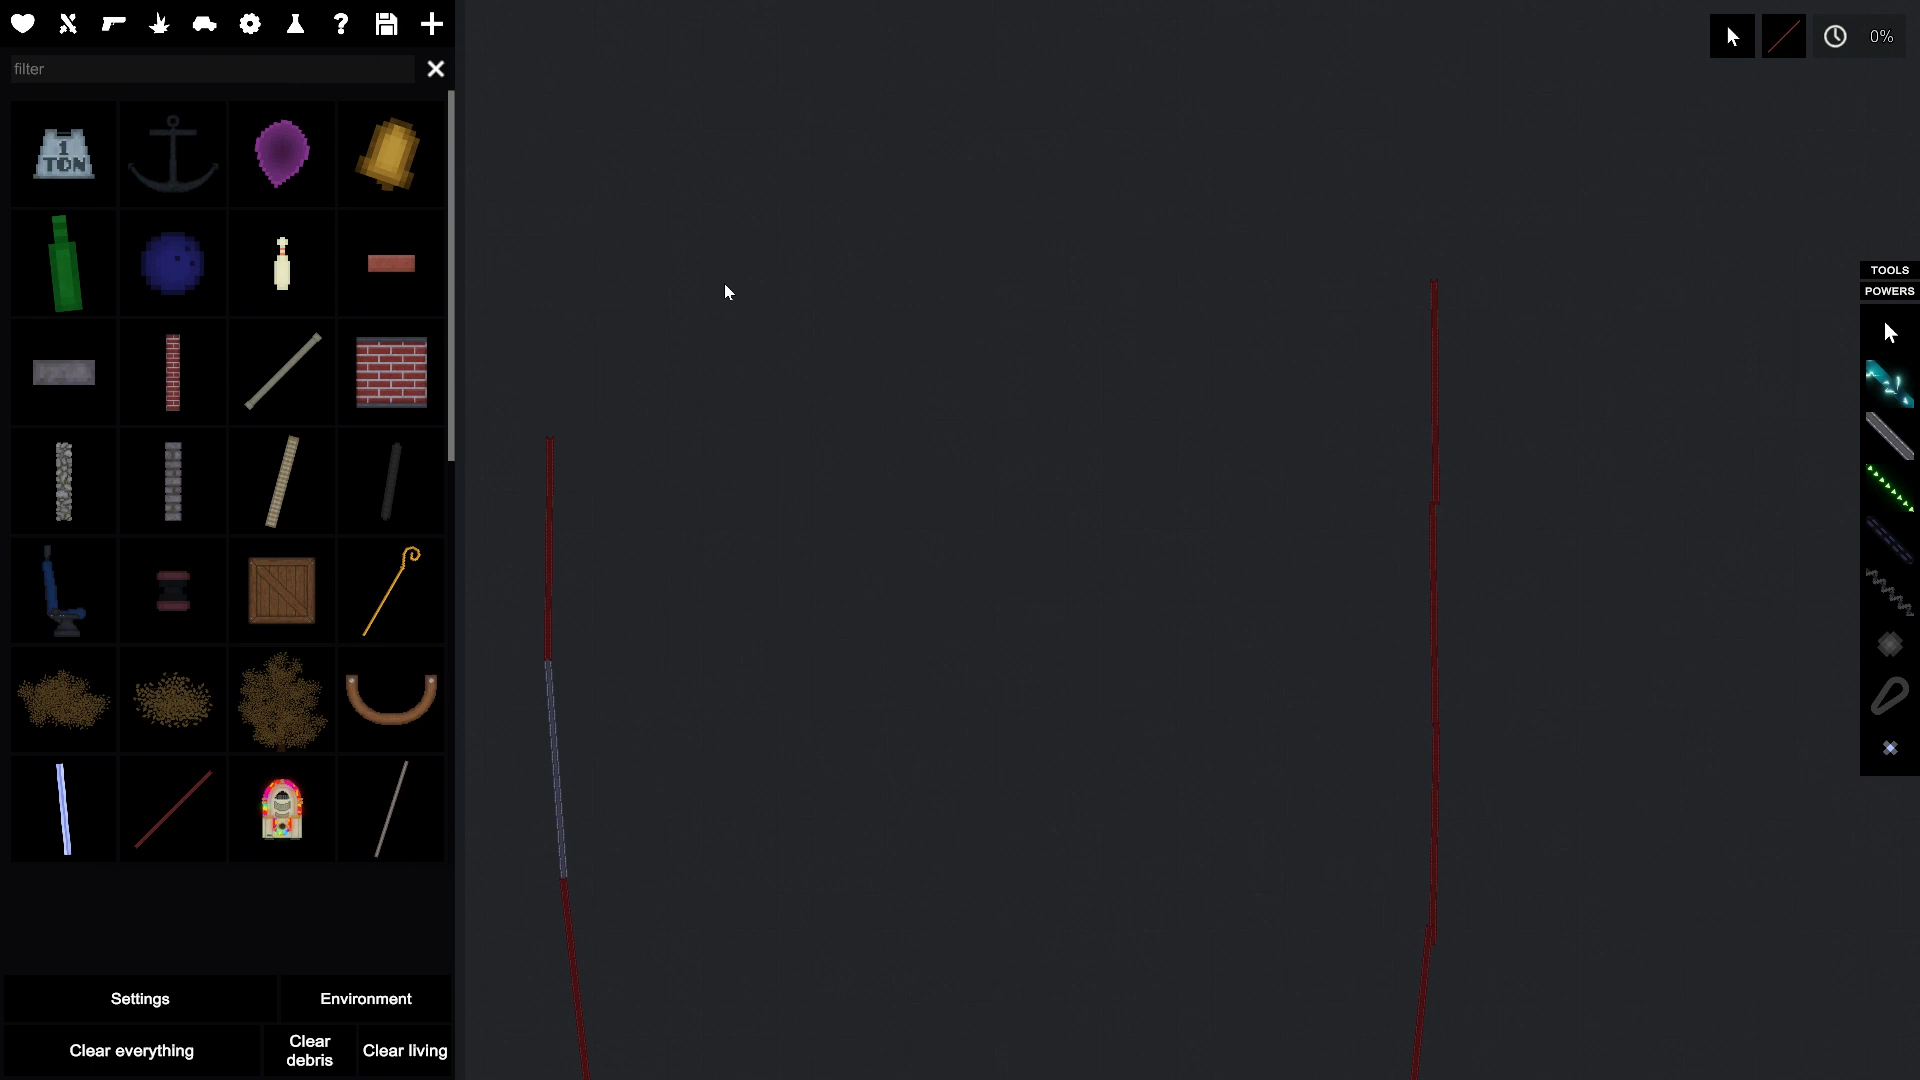 filter
0%
1
TON
TOOLS
POWERS
Settings
Environment
Clear everything
Clear
debris
Clear living